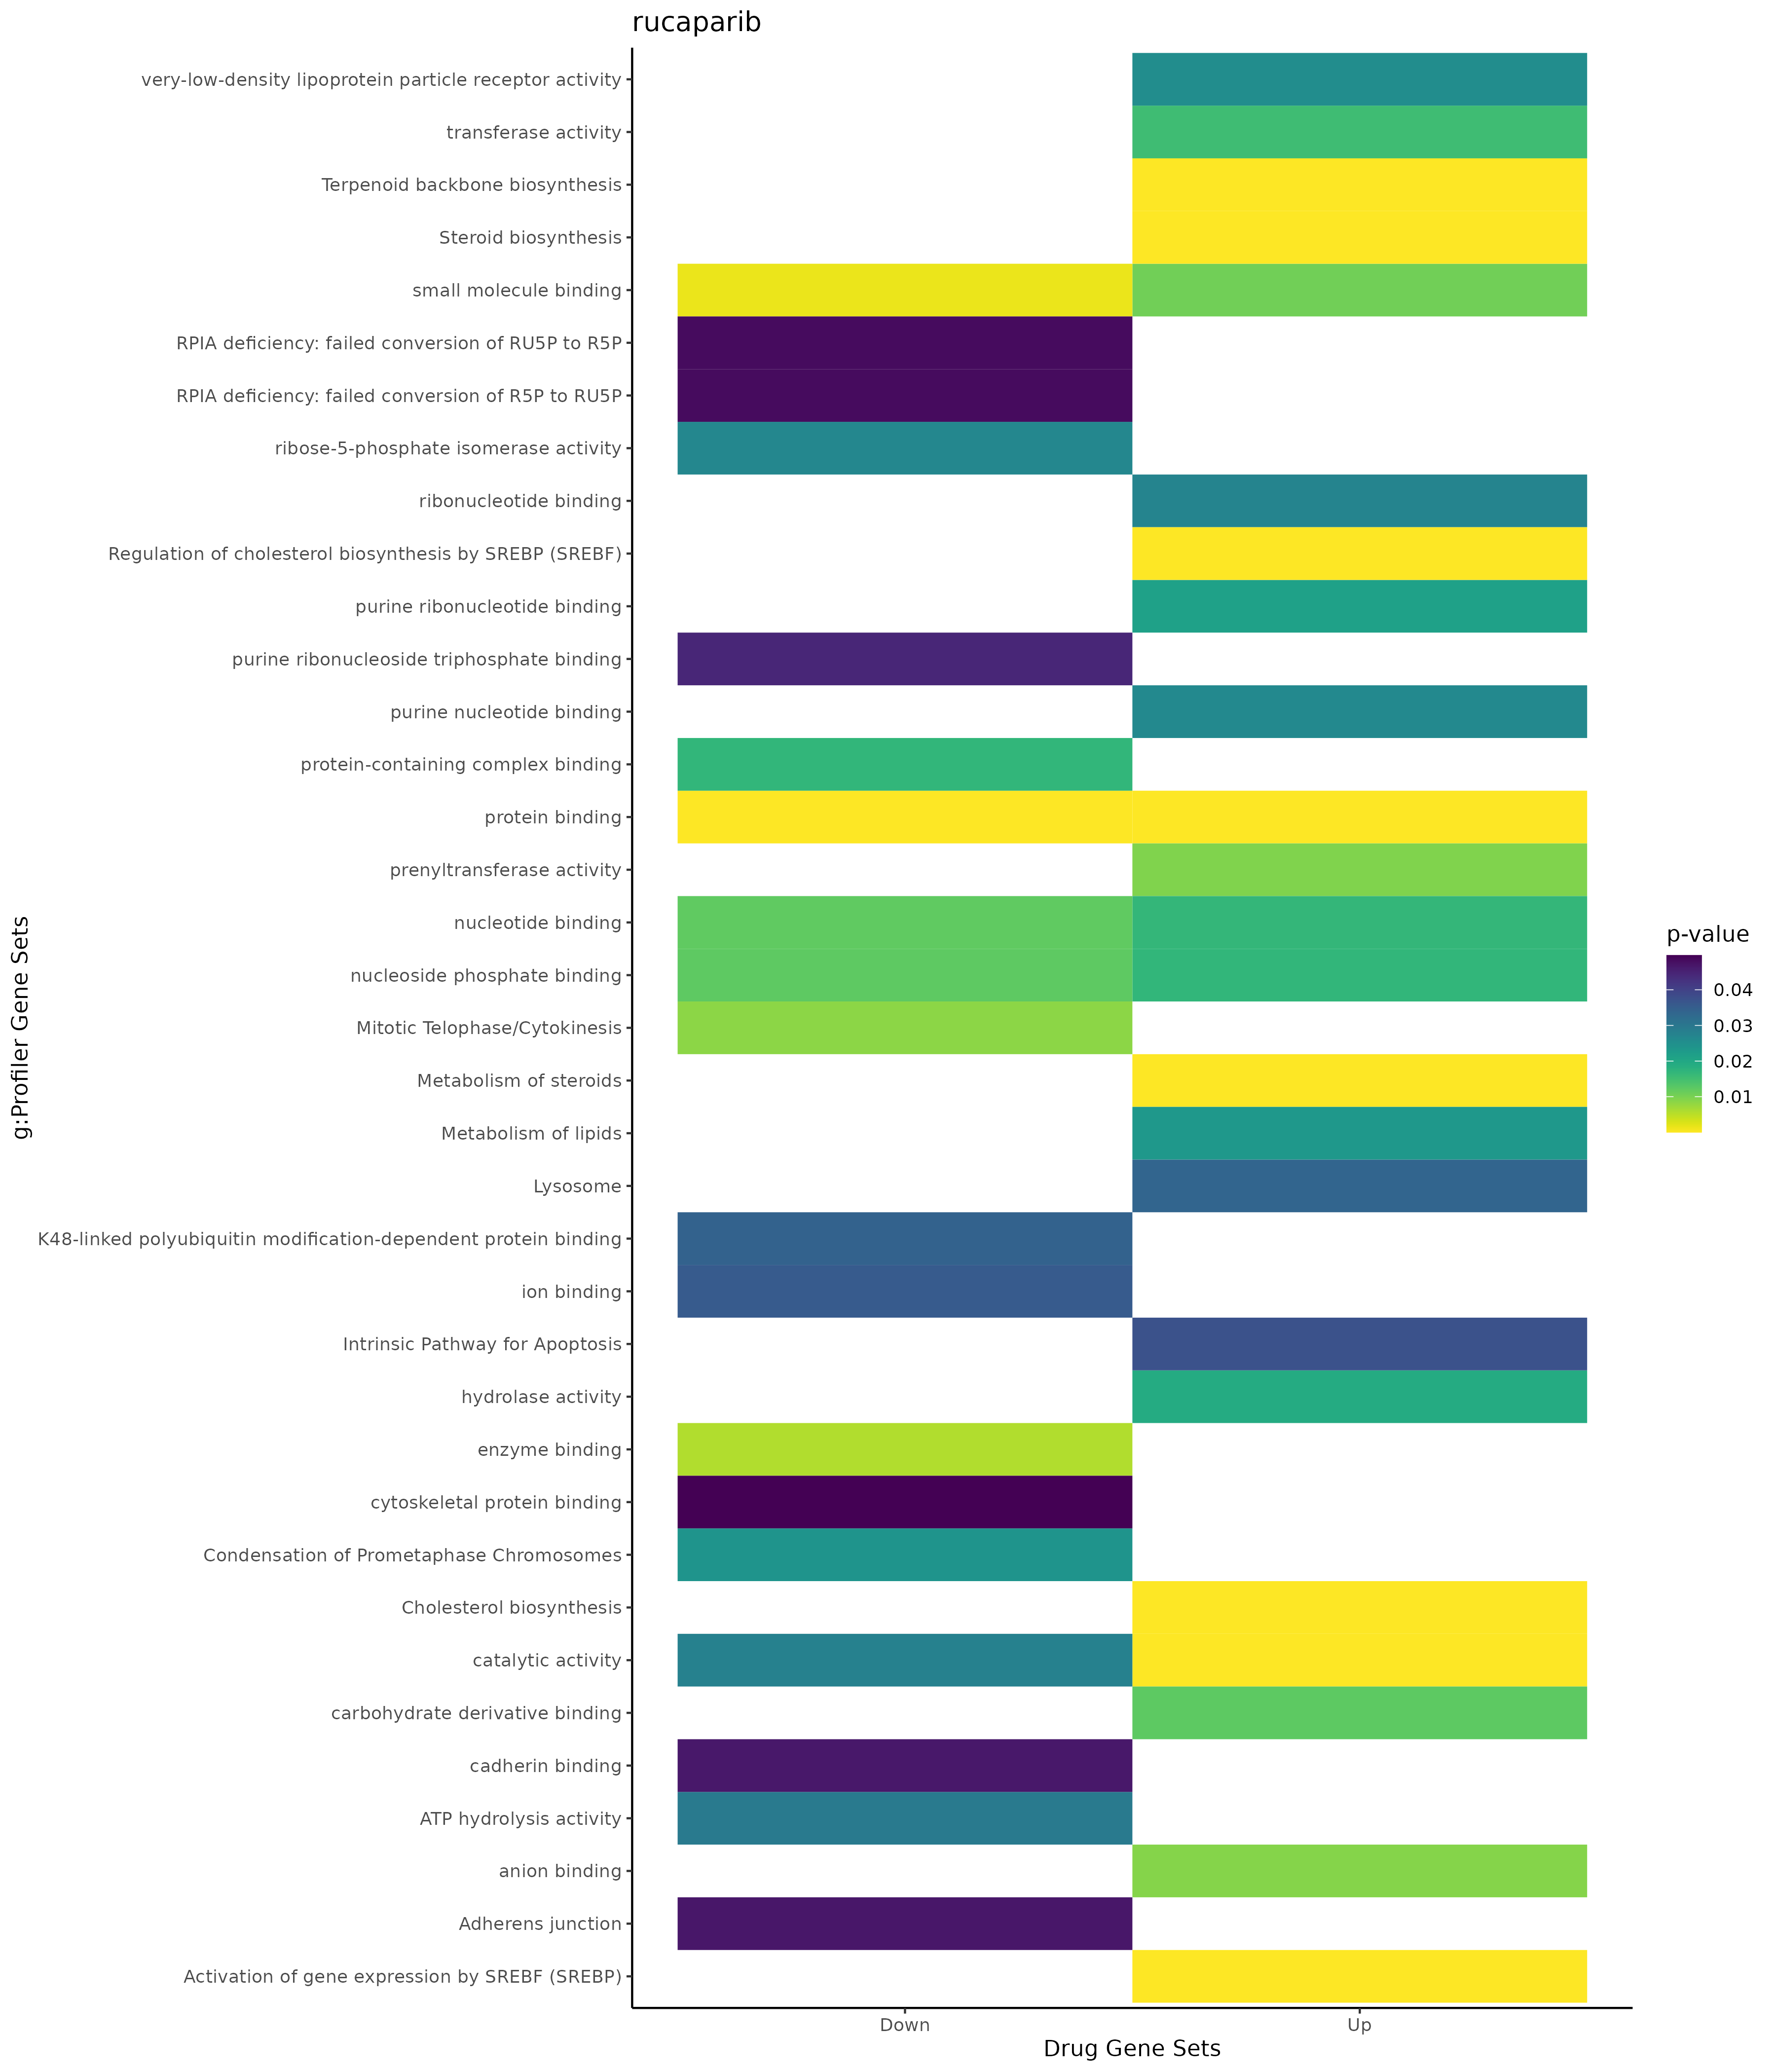 rucaparib
very-low-density lipoprotein particle receptor activity
transferase activity
Terpenoid backbone biosynthesis
Steroid biosynthesis
small molecule binding
RPIA deficiency: failed conversion of RU5P to R5P
RPIA deficiency: failed conversion of R5P to RU5P
ribose-5-phosphate isomerase activity
ribonucleotide binding
Regulation of cholesterol biosynthesis by SREBP (SREBF)
purine ribonucleotide binding
purine ribonucleoside triphosphate binding
purine nucleotide binding
protein-containing complex binding
protein binding
prenyltransferase activity
nucleotide binding
nucleoside phosphate binding
Mitotic Telophase/Cytokinesis
Metabolism of steroids
Metabolism of lipids
Lysosome
K48-linked polyubiquitin modification-dependent protein binding
ion binding
Intrinsic Pathway for Apoptosis
hydrolase activity
enzyme binding
cytoskeletal protein binding
Condensation of Prometaphase Chromosomes
Cholesterol biosynthesis
catalytic activity
carbohydrate derivative binding
cadherin binding
ATP hydrolysis activity
anion binding
Adherens junction
Activation of gene expression by SREBF (SREBP)
g:Profiler Gene Sets
Down
Up
Drug Gene Sets
p-value
0.04
0.03
0.02
0.01